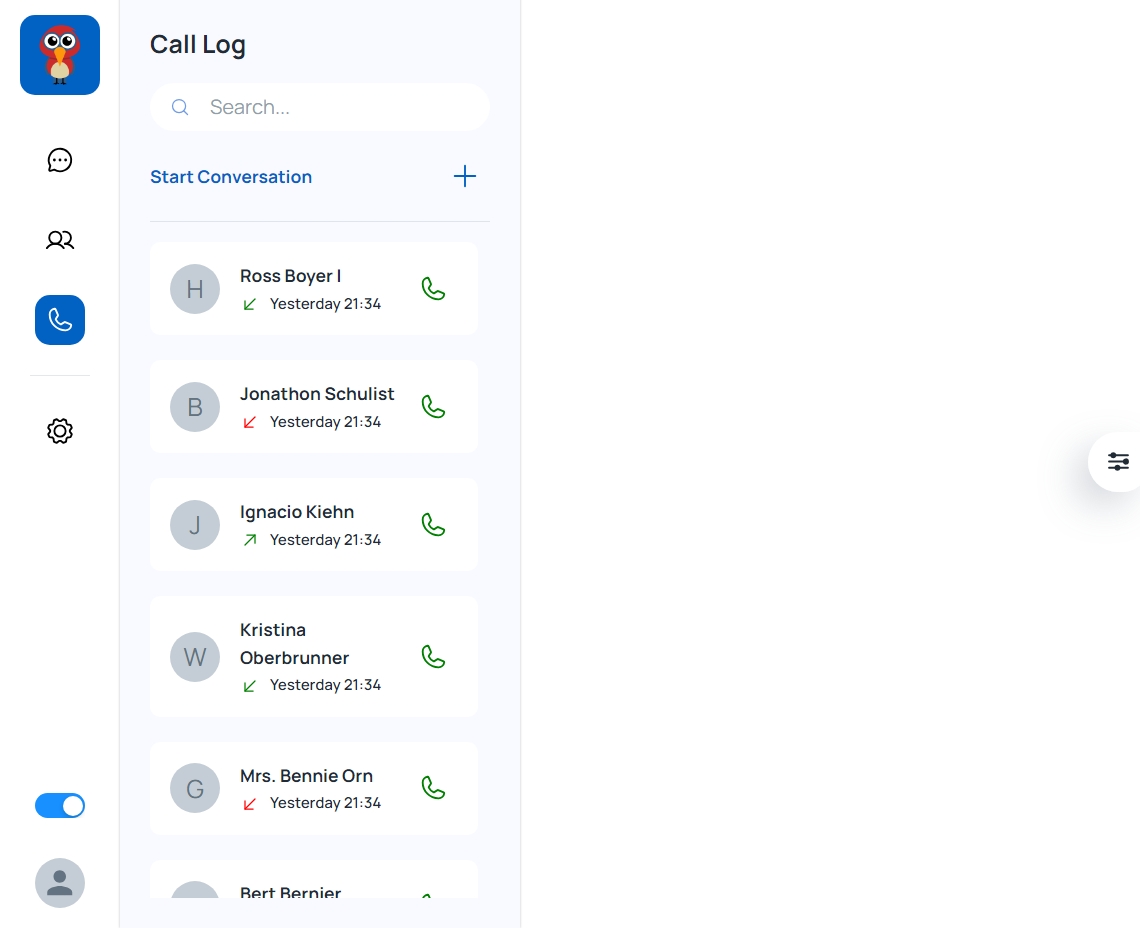 Call Log
Search...
Start Conversation
H
Ross Boyer I
Yesterday 21:34
B
Jonathon Schulist
Yesterday 21:34
J
Ignacio Kiehn
Yesterday 21:34
W
Kristina
Oberbrunner
Yesterday 21:34
G
Mrs. Bennie Orn
Yesterday 21:34
Bert Bernier